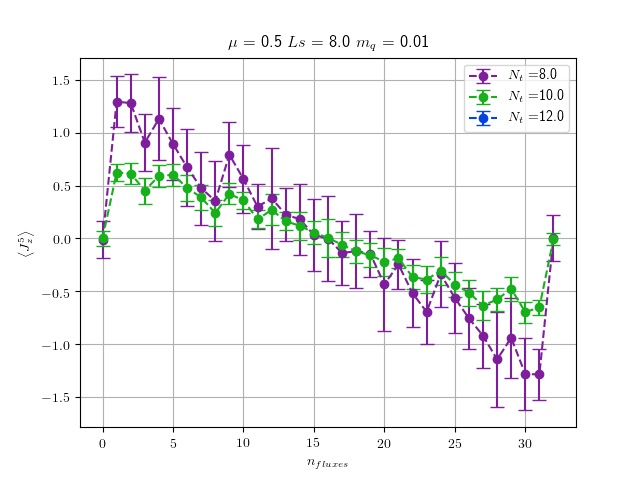 μ = 0.5 Ls = 8.0 m_q = 0.01
N_t=8.0
N_t=10.0
N_t=12.0
1.5
1.0
0.5
0.0
−0.5
−1.0
−1.5
⟨J_z^5⟩
0 5 10 15 20 25 30
n_{fluxes}